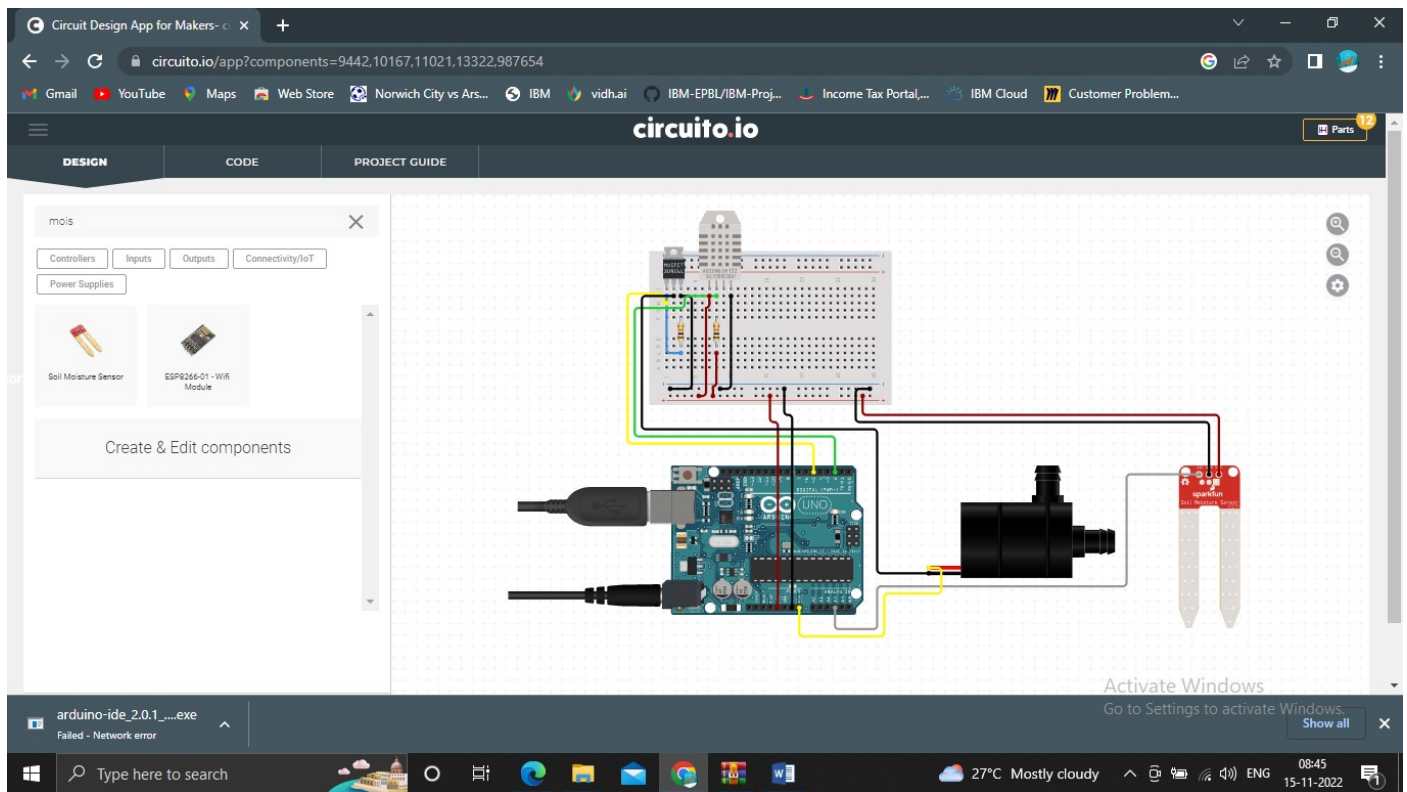 Circuit Design App for Makers- ci
circuito.io/app?components=9442,10167,11021,13322,987654
Gmail
YouTube
Maps
Web Store
Norwich City vs Ars...
IBM
vidh.ai
IBM-EPBL/IBM-Proj...
Income Tax Portal,...
IBM Cloud
Customer Problem...
circuito.io
Parts
12
DESIGN
CODE
PROJECT GUIDE
mois
Controllers
Inputs
Outputs
Connectivity/IoT
Power Supplies
Soil Moisture Sensor
ESP8266-01 - Wifi
Module
Create & Edit components
MOSFET
UNO
ARDUINO
sparkfun
Soil Moisture Sensor
Activate Windows
Go to Settings to activate Windows.
arduino-ide_2.0.1_....exe
Failed - Network error
Show all
Type here to search
27°C Mostly cloudy
ENG
08:45
15-11-2022
1